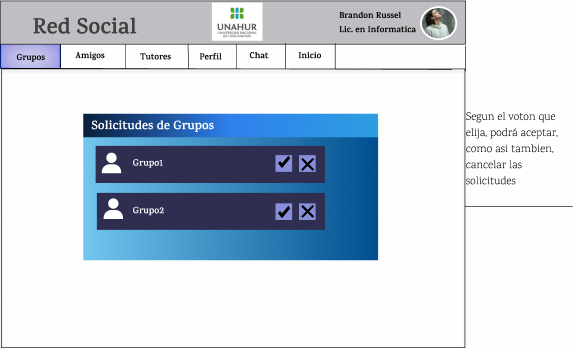 Red Social
UNAHUR
UNIVERSIDAD NACIONAL
DE HURLINGHAM
Brandon Russel
Lic. en Informatica
Grupos
Amigos
Tutores
Perfil
Chat
Inicio
Solicitudes de Grupos
Grupo1
Grupo2
Segun el voton que
elija, podrá aceptar,
como asi tambien,
cancelar las
solicitudes